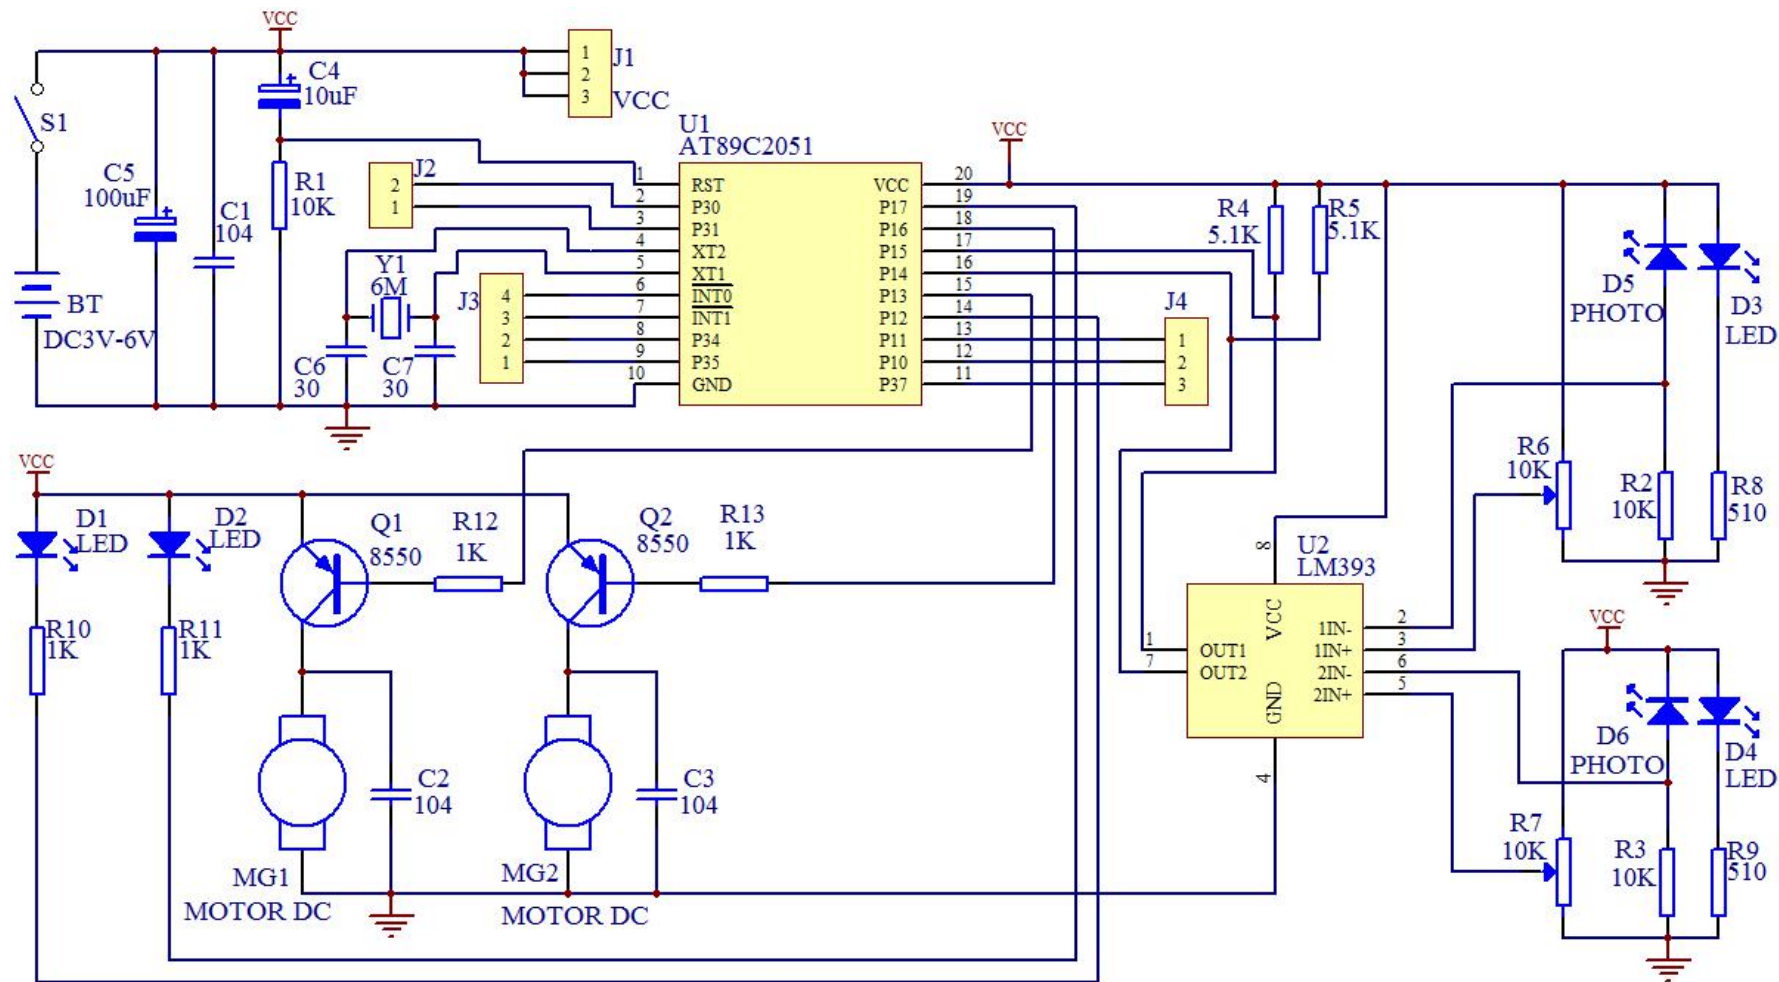 VCC
S1
BT
DC3V-6V
C5
100uF
C1
104
C4
10uF
R1
10K
1
2
3
J1
VCC
J2
2
1
Y1
6M
C6
30
C7
30
J3
4
3
2
1
U1
AT89C2051
1 RST
2 P30
3 P31
4 XT2
5 XT1
6 INT0
7 INT1
8 P34
9 P35
10 GND
VCC 20
P17 19
P16 18
P15 17
P14 16
P13 15
P12 14
P11 13
P10 12
P37 11
VCC
J4
1
2
3
R4
5.1K
R5
5.1K
D5
PHOTO
D3
LED
R6
10K
R2
10K
R8
510
VCC
D1
LED
D2
LED
R10
1K
R11
1K
Q1
8550
R12
1K
Q2
8550
R13
1K
MG1
MOTOR DC
C2
104
MG2
MOTOR DC
C3
104
U2
LM393
8
VCC
1 OUT1
7 OUT2
1IN- 2
1IN+ 3
2IN- 6
2IN+ 5
GND
4
VCC
D6
PHOTO
D4
LED
R7
10K
R3
10K
R9
510